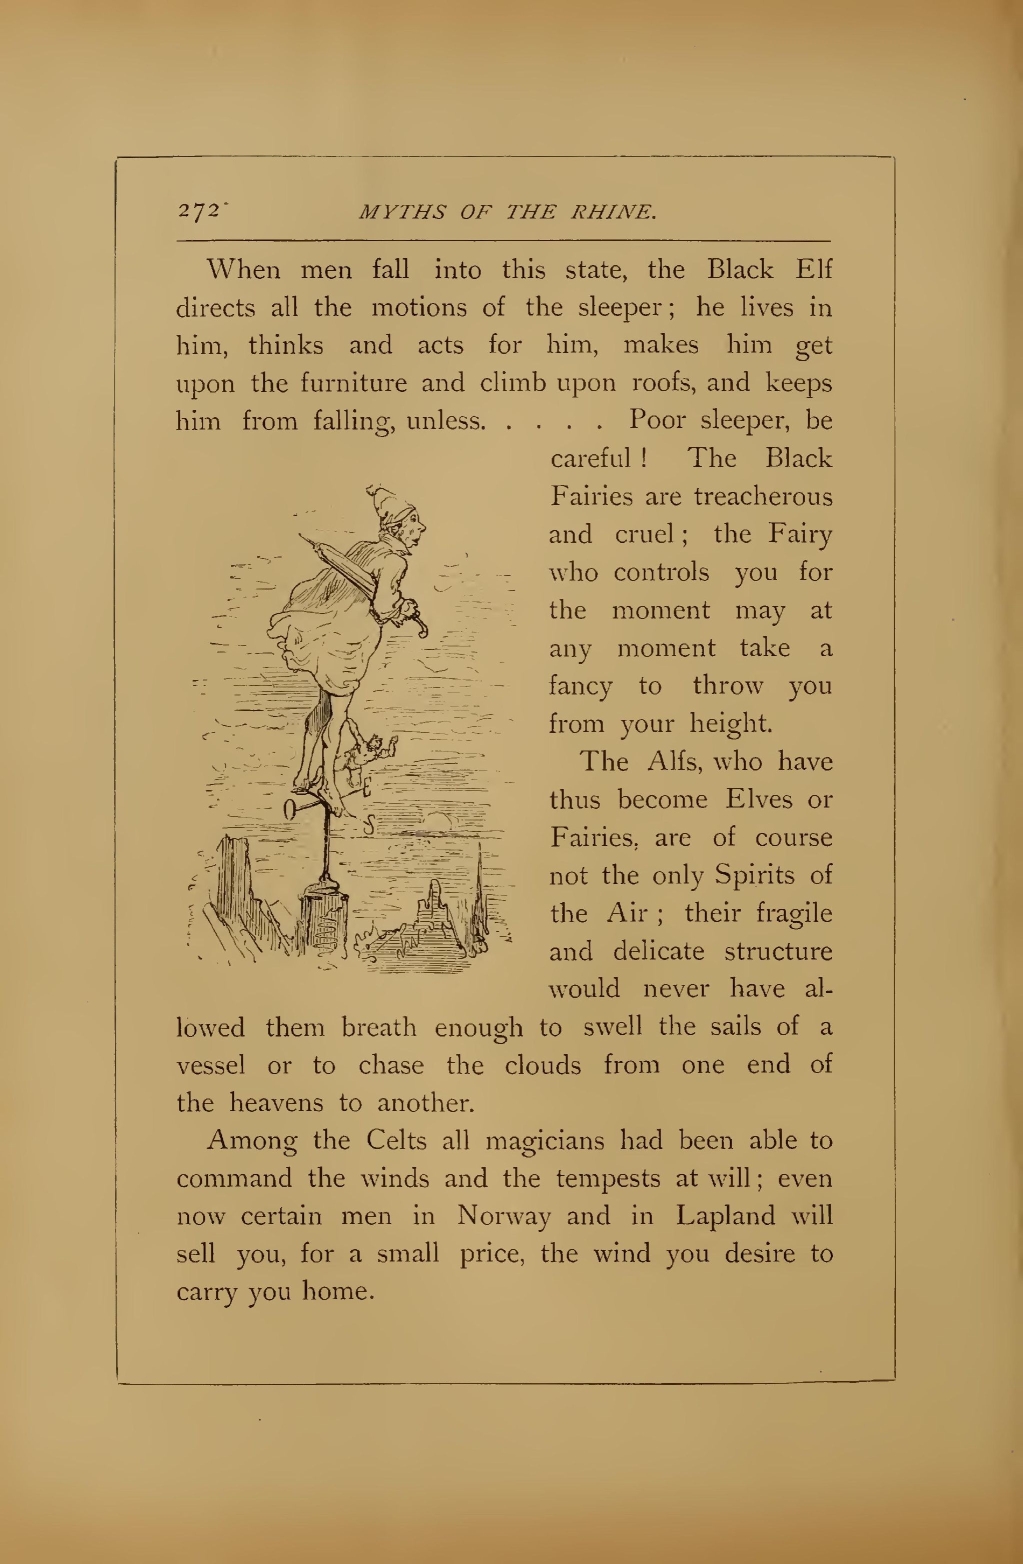 272
MYTHS OF THE RHINE.
When men fall into this state, the Black Elf
directs all the motions of the sleeper; he lives in
him, thinks and acts for him, makes him get
upon the furniture and climb upon roofs, and keeps
him from falling, unless. . . . . Poor sleeper, be
careful! The Black
Fairies are treacherous
and cruel; the Fairy
who controls you for
the moment may at
any moment take a
fancy to throw you
from your height.
The Alfs, who have
thus become Elves or
Fairies, are of course
not the only Spirits of
the Air; their fragile
and delicate structure
would never have al-
lowed them breath enough to swell the sails of a
vessel or to chase the clouds from one end of
the heavens to another.
Among the Celts all magicians had been able to
command the winds and the tempests at will; even
now certain men in Norway and in Lapland will
sell you, for a small price, the wind you desire to
carry you home.
E
O
S